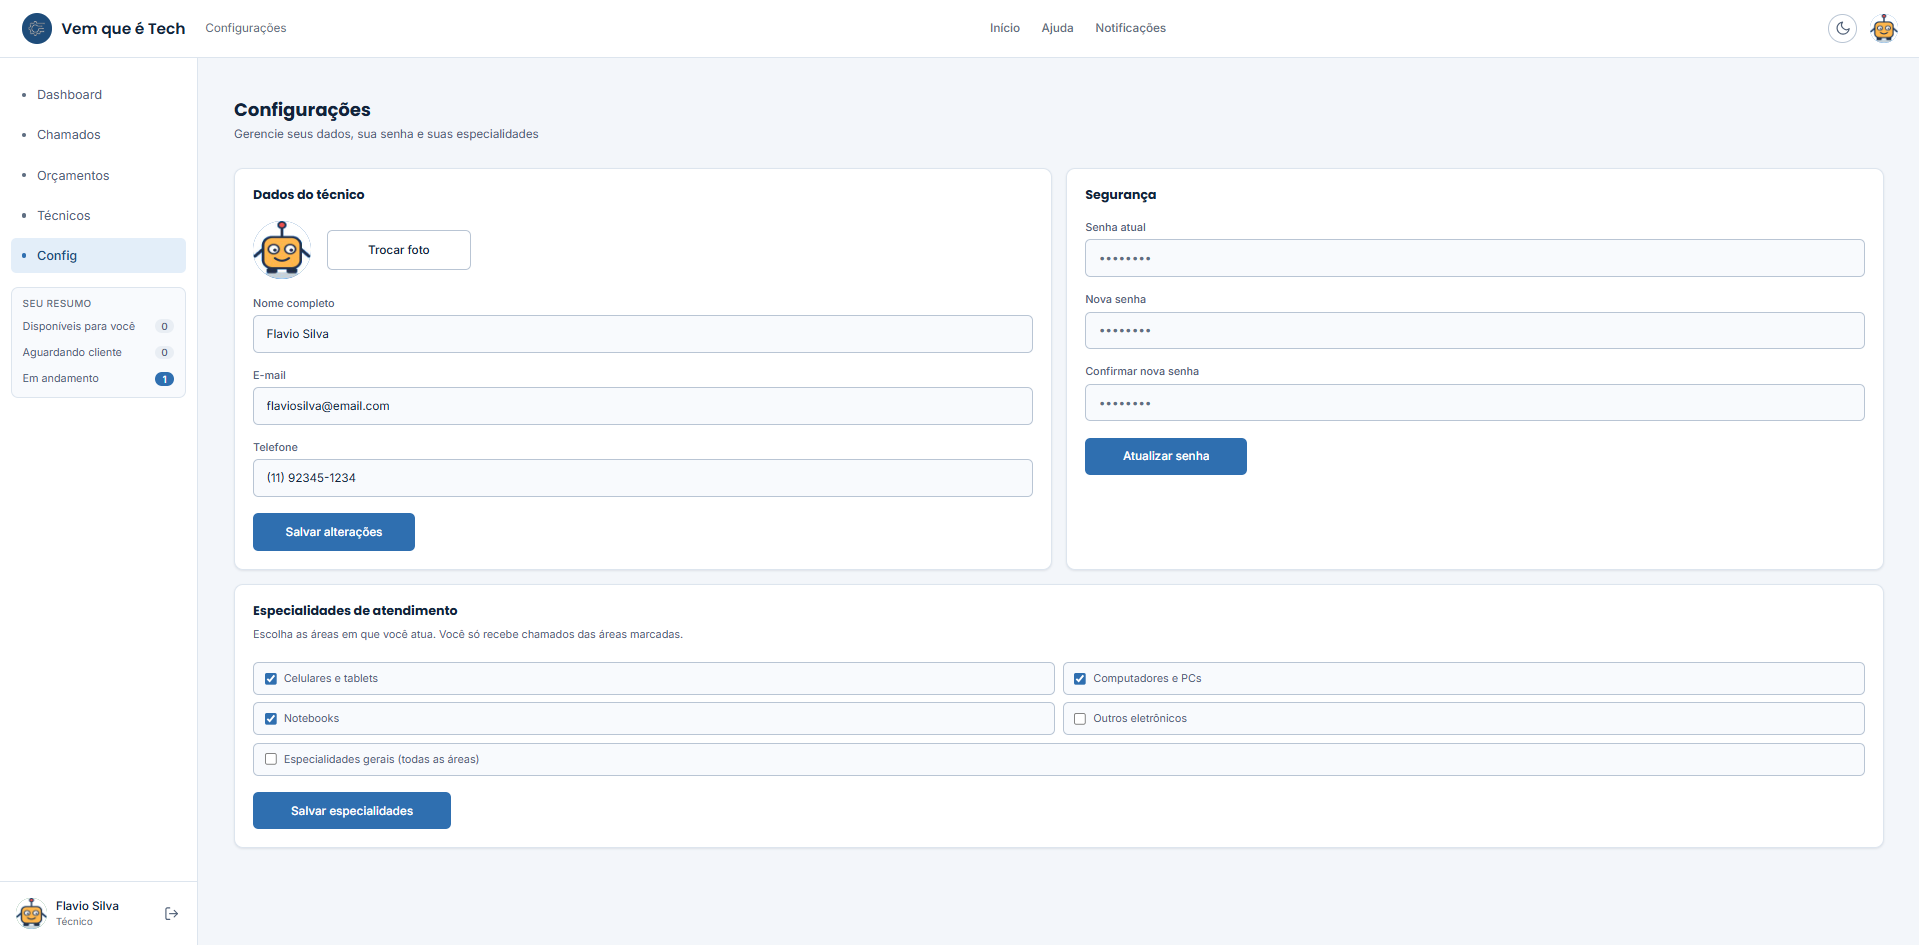 Vem que é Tech
Configurações
Início
Ajuda
Notificações
Dashboard
Chamados
Orçamentos
Técnicos
Config
SEU RESUMO
Disponíveis para você 0
Aguardando cliente 0
Em andamento 1
Flavio Silva
Técnico
Configurações
Gerencie seus dados, sua senha e suas especialidades
Dados do técnico
Trocar foto
Nome completo
Flavio Silva
E-mail
flaviosilva@email.com
Telefone
(11) 92345-1234
Salvar alterações
Segurança
Senha atual
••••••••
Nova senha
••••••••
Confirmar nova senha
••••••••
Atualizar senha
Especialidades de atendimento
Escolha as áreas em que você atua. Você só recebe chamados das áreas marcadas.
Celulares e tablets
Computadores e PCs
Notebooks
Outros eletrônicos
Especialidades gerais (todas as áreas)
Salvar especialidades